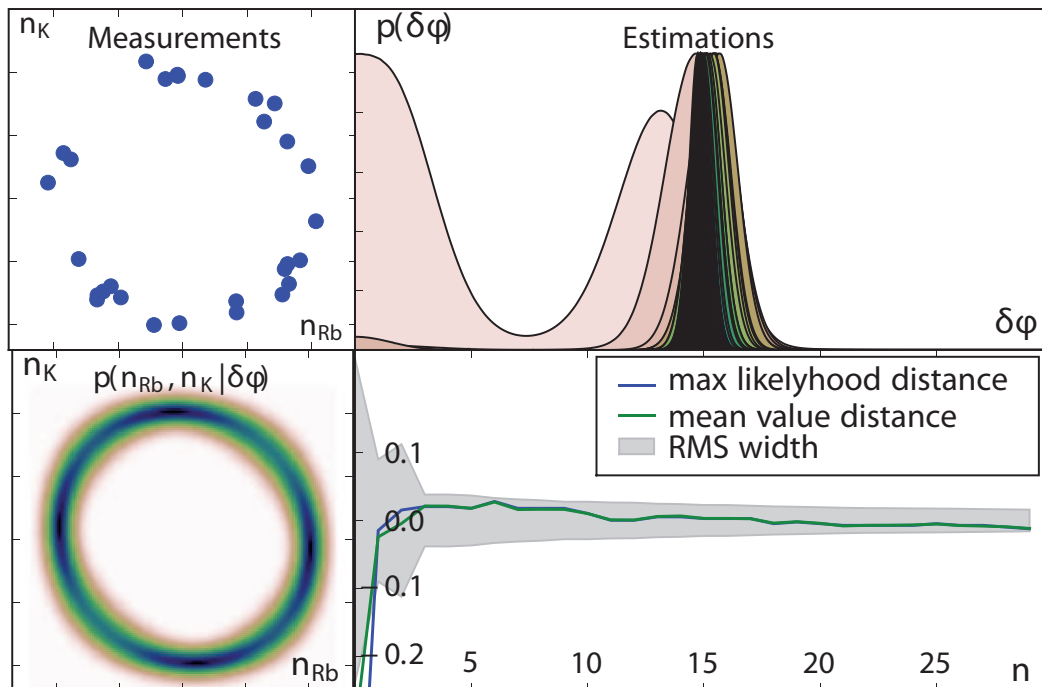 n_K
Measurements
n_Rb
p(δφ)
Estimations
δφ
n_K
p(n_Rb, n_K|δφ)
n_Rb
max likelyhood distance
mean value distance
RMS width
0.1
0.0
0.1
0.2
5
10
15
20
25
n